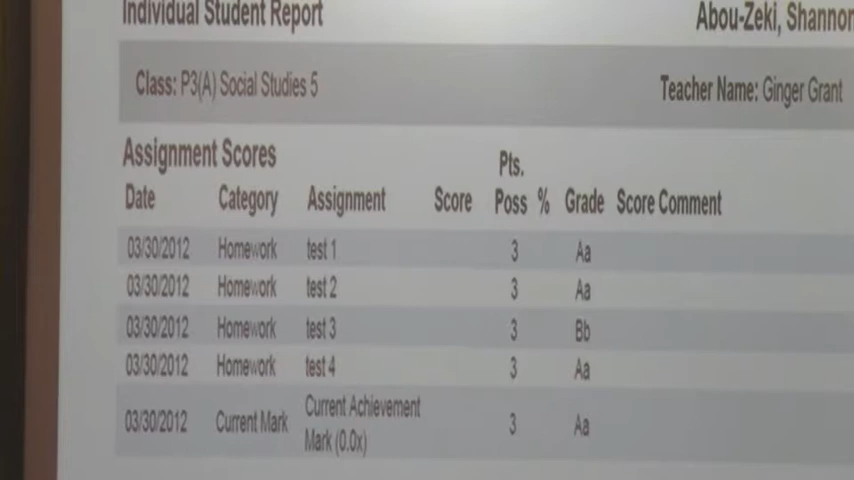 Individual Student Report Abou-Zeki, Shannon
Class: P3(A) Social Studies 5 Teacher Name: Ginger Grant
Assignment Scores
Date Category Assignment Score Pts. Poss % Grade Score Comment
03/30/2012 Homework test 1 3 Aa
03/30/2012 Homework test 2 3 Aa
03/30/2012 Homework test 3 3 Bb
03/30/2012 Homework test 4 3 Aa
03/30/2012 Current Mark Current Achievement Mark (0.0x) 3 Aa